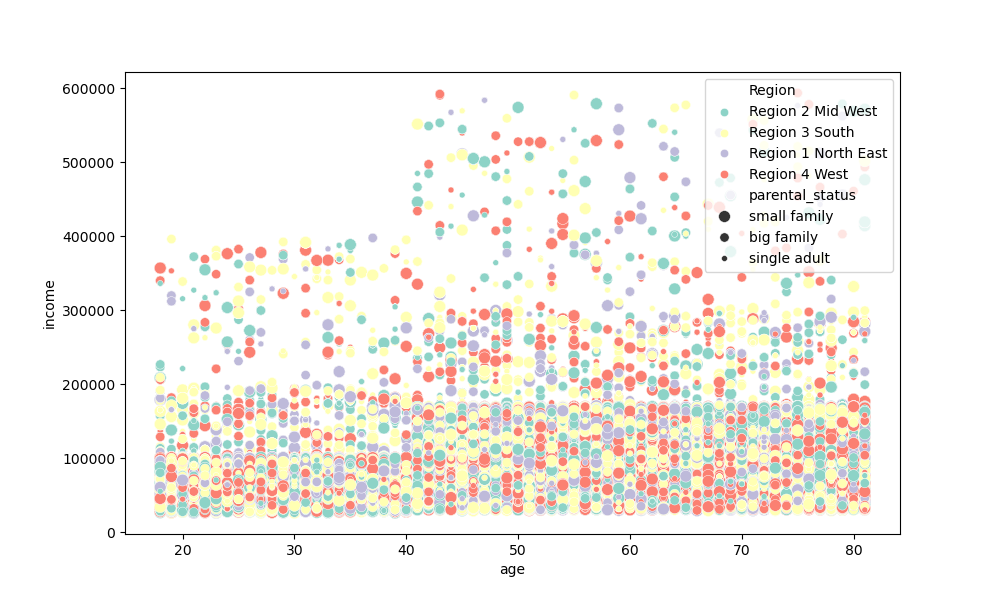 600000
500000
400000
300000
200000
100000
0
income
20
30
40
50
60
70
80
age
Region
Region 2 Mid West
Region 3 South
Region 1 North East
Region 4 West
parental_status
small family
big family
single adult